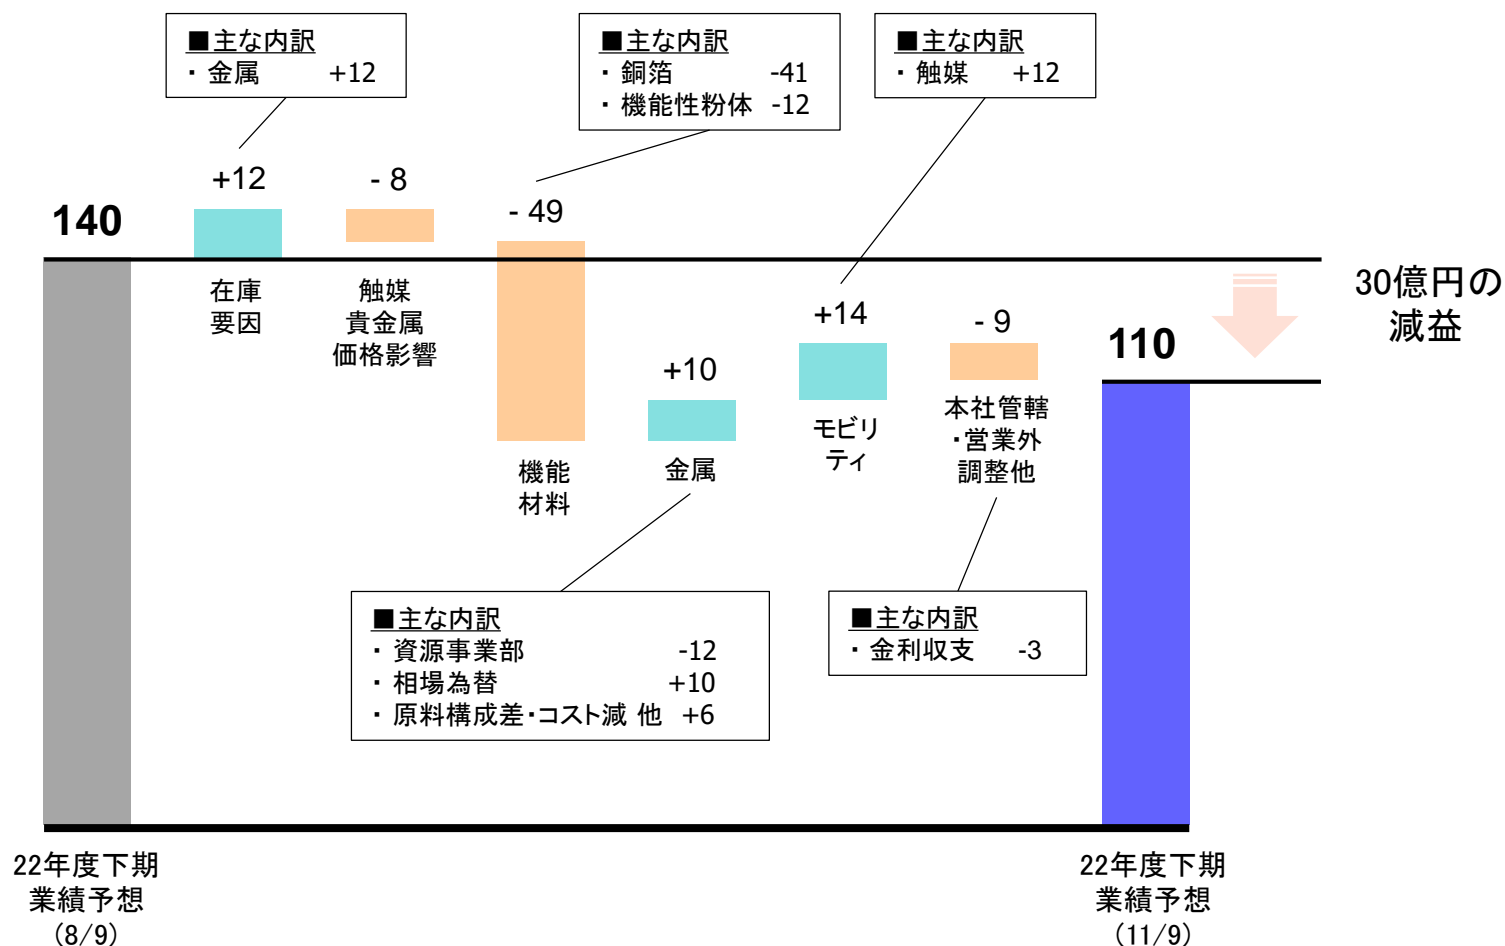 ■主な内訳
・ 金属 +12
■主な内訳
・ 銅箔 -41
・ 機能性粉体 -12
■主な内訳
・ 触媒 +12
140
+12
- 8
- 49
+10
+14
- 9
110
30億円の
減益
在庫
要因
触媒
貴金属
価格影響
機能
材料
金属
モビリ
ティ
本社管轄
・営業外
調整他
■主な内訳
・ 資源事業部 -12
・ 相場為替 +10
・ 原料構成差・コスト減 他 +6
■主な内訳
・ 金利収支 -3
22年度下期
業績予想
(8/9)
22年度下期
業績予想
(11/9)